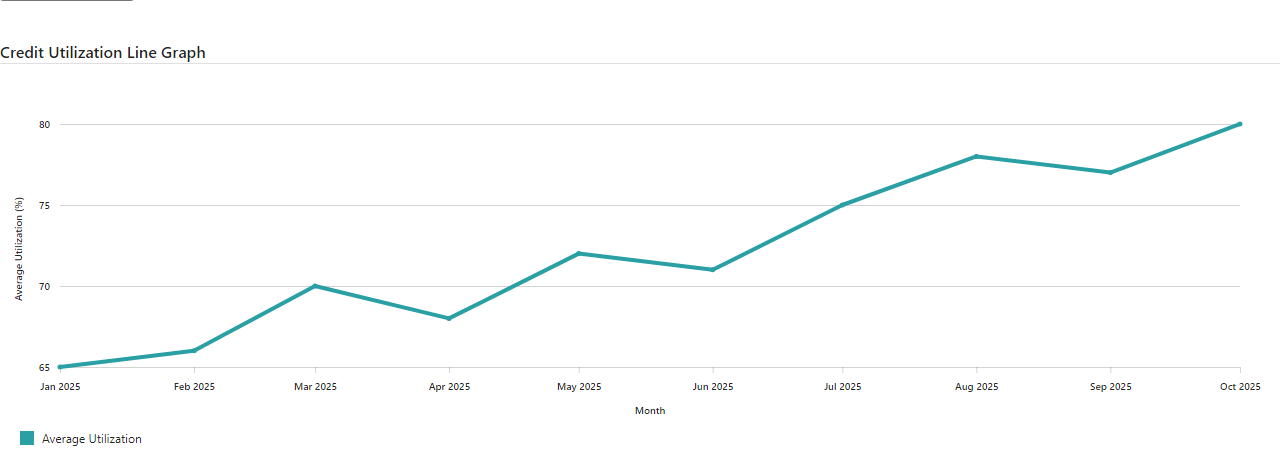 Credit Utilization Line Graph
80
75
70
65
Average Utilization (%)
Jan 2025 Feb 2025 Mar 2025 Apr 2025 May 2025 Jun 2025 Jul 2025 Aug 2025 Sep 2025 Oct 2025
Month
Average Utilization